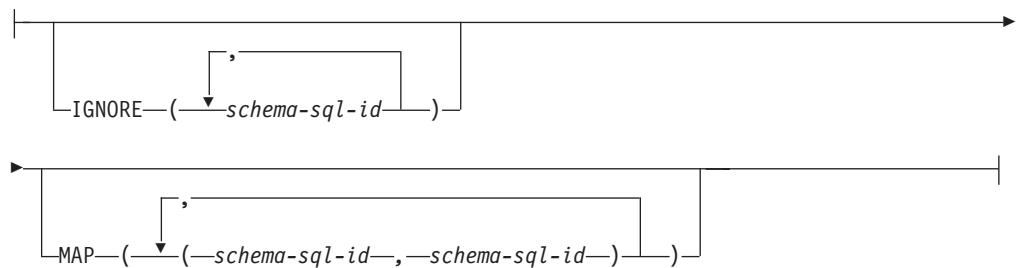 ,
IGNORE ( schema-sql-id )
,
MAP ( ( schema-sql-id , schema-sql-id ) )